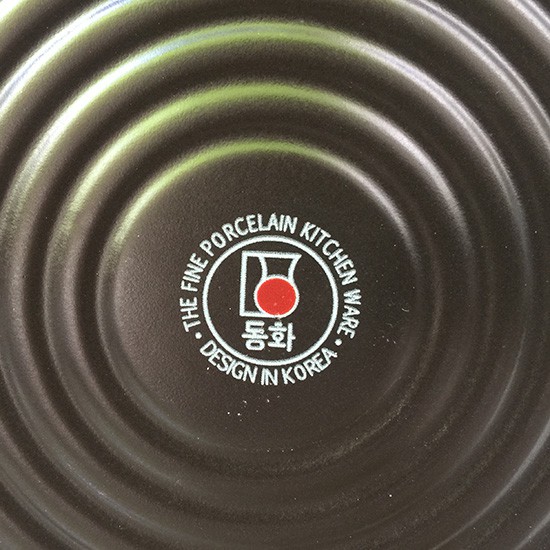 THE FINE PORCELAIN KITCHEN WARE
동화
DESIGN IN KOREA